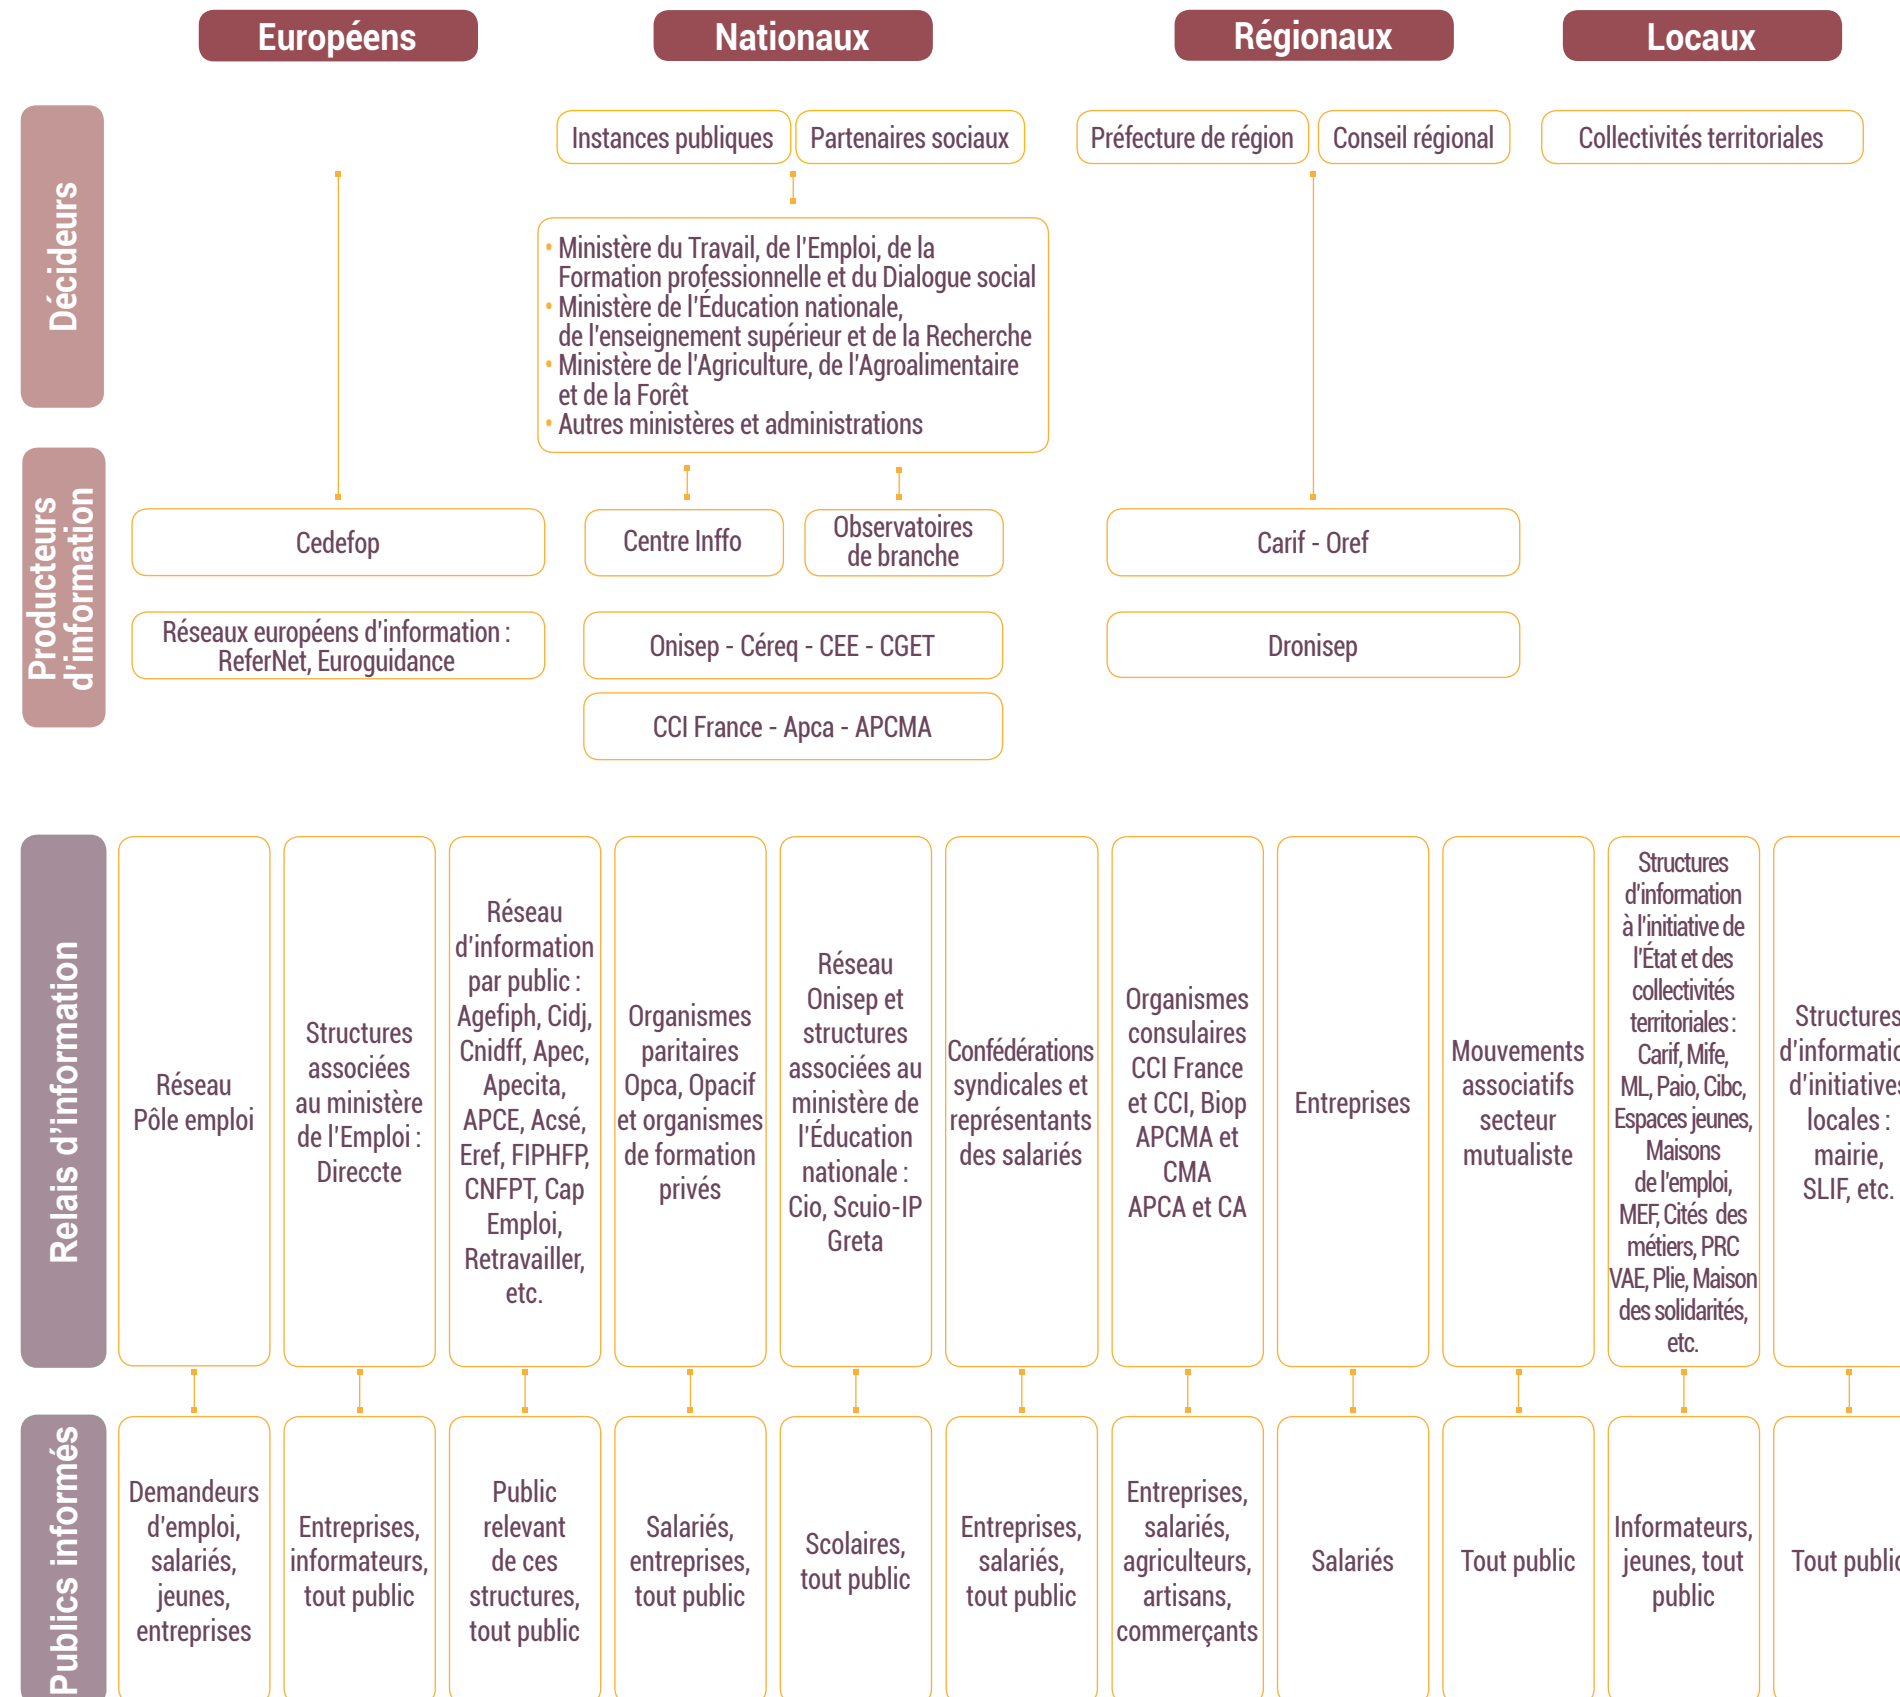 Européens
Nationaux
Régionaux
Locaux
Décideurs
Instances publiques
Partenaires sociaux
Préfecture de région
Conseil régional
Collectivités territoriales
• Ministère du Travail, de l'Emploi, de la
Formation professionnelle et du Dialogue social
• Ministère de l'Éducation nationale,
de l'enseignement supérieur et de la Recherche
• Ministère de l'Agriculture, de l'Agroalimentaire
et de la Forêt
• Autres ministères et administrations
Producteurs
d'information
Cedefop
Centre Inffo
Observatoires
de branche
Carif - Oref
Réseaux européens d'information :
ReferNet, Euroguidance
Onisep - Céreq - CEE - CGET
Dronisep
CCI France - Apca - APCMA
Relais d'information
Réseau
Pôle emploi
Structures
associées
au ministère
de l'Emploi :
Direccte
Réseau
d'information
par public :
Agefiph, Cidj,
Cnidff, Apec,
Apecita,
APCE, Acsé,
Eref, FIPHFP,
CNFPT, Cap
Emploi,
Retravailler,
etc.
Organismes
paritaires
Opca, Opacif
et organismes
de formation
privés
Réseau
Onisep et
structures
associées au
ministère de
l'Éducation
nationale :
Cio, Scuio-IP
Greta
Confédérations
syndicales et
représentants
des salariés
Organismes
consulaires
CCI France
et CCI, Biop
APCMA et
CMA
APCA et CA
Entreprises
Mouvements
associatifs
secteur
mutualiste
Structures
d'information
à l'initiative de
l'État et des
collectivités
territoriales :
Carif, Mife,
ML, Paio, Cibc,
Espaces jeunes,
Maisons
de l'emploi,
MEF, Cités des
métiers, PRC
VAE, Plie, Maison
des solidarités,
etc.
Structures
d'informatio
d'initiatives
locales :
mairie,
SLIF, etc.
Publics informés
Demandeurs
d'emploi,
salariés,
jeunes,
entreprises
Entreprises,
informateurs,
tout public
Public
relevant
de ces
structures,
tout public
Salariés,
entreprises,
tout public
Scolaires,
tout public
Entreprises,
salariés,
tout public
Entreprises,
salariés,
agriculteurs,
artisans,
commerçants
Salariés
Tout public
Informateurs,
jeunes, tout
public
Tout public